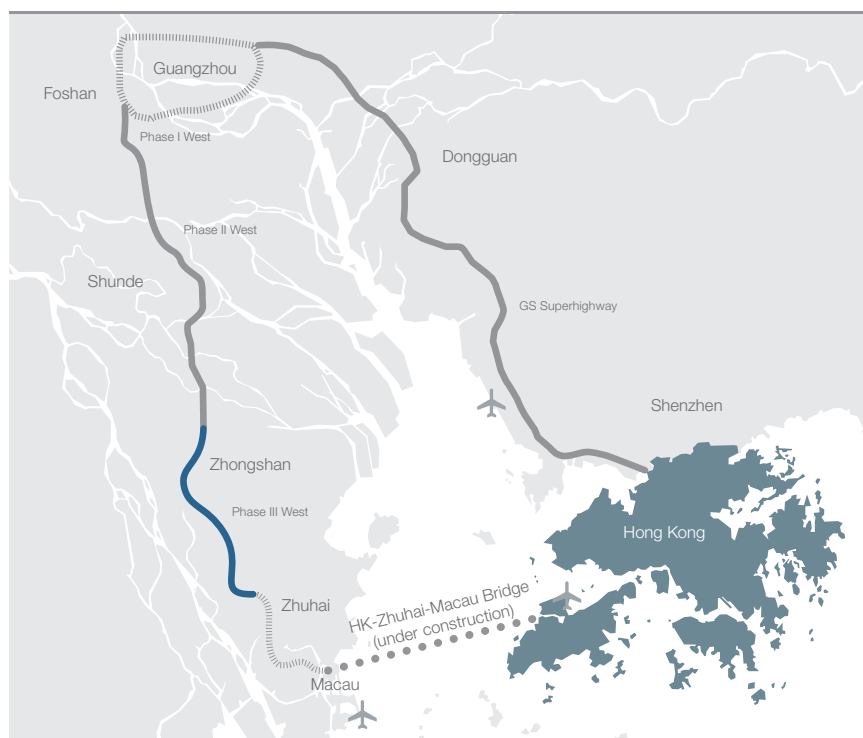 Guangzhou
Foshan
Phase I West
Dongguan
Phase II West
Shunde
GS Superhighway
Shenzhen
Zhongshan
Phase III West
Hong Kong
HK-Zhuhai-Macau Bridge
(under construction)
Zhuhai
Macau